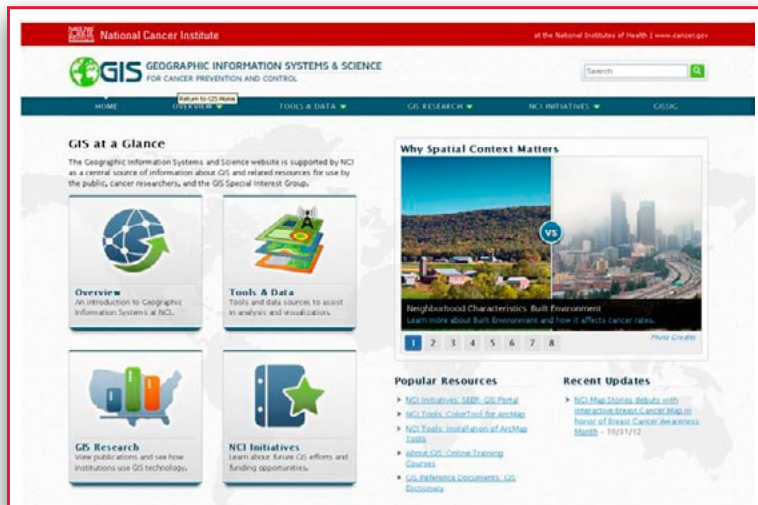 National Cancer Institute
at the National Institutes of Health | www.cancer.gov
GIS GEOGRAPHIC INFORMATION SYSTEMS & SCIENCE
FOR CANCER PREVENTION AND CONTROL
Search
Return to GIS Home
HOME OVERVIEW TOOLS & DATA GIS RESEARCH NCI INITIATIVES GISSIG
GIS at a Glance
The Geographic Information Systems and Science website is supported by NCI
as a central source of information about GIS and related resources for use by
the public, cancer researchers, and the GIS Special Interest Group.
Overview
An introduction to Geographic
Information Systems at NCI.
Tools & Data
Tools and data sources to assist
in analysis and visualization.
GIS Research
View publications and see how
institutions use GIS technology.
NCI Initiatives
Learn about future GIS efforts and
funding opportunities.
Why Spatial Context Matters
VS
Neighborhood Characteristics: Built Environment
Learn more about Built Environment and how it affects cancer rates.
1 2 3 4 5 6 7 8
Photo Credits
Popular Resources
NCI Initiatives: SEER-GIS Portal
NCI Tools: ColorTool for ArcMap
NCI Tools: Installation of ArcMap
Tools
about GIS: Online Training
Courses
GIS Reference Documents: GIS
Dictionary
Recent Updates
NCI Map Stories debuts with
interactive Breast Cancer Map in
honor of Breast Cancer Awareness
Month - 10/31/12